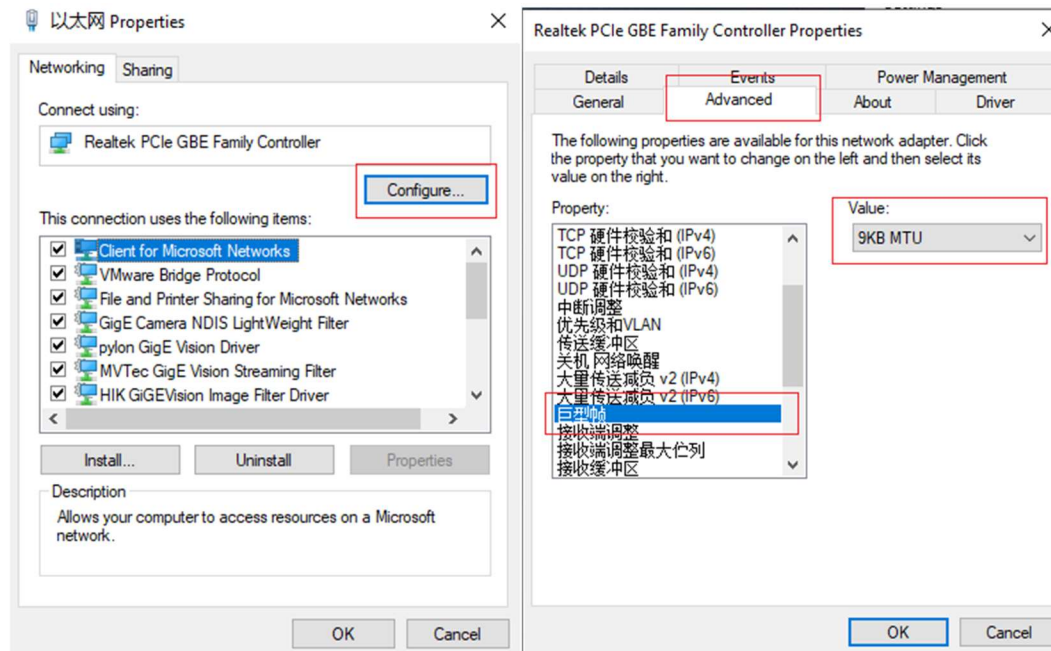 以太网 Properties
Networking
Sharing
Connect using:
Realtek PCIe GBE Family Controller
Configure...
This connection uses the following items:
Client for Microsoft Networks
VMware Bridge Protocol
File and Printer Sharing for Microsoft Networks
GigE Camera NDIS LightWeight Filter
pylon GigE Vision Driver
MVTec GigE Vision Streaming Filter
HIK GiGEVision Image Filter Driver
Install...
Uninstall
Properties
Description
Allows your computer to access resources on a Microsoft
network.
OK
Cancel
Realtek PCIe GBE Family Controller Properties
Details
Events
Power Management
General
Advanced
About
Driver
The following properties are available for this network adapter. Click
the property that you want to change on the left and then select its
value on the right.
Property:
Value:
TCP 硬件校验和 (IPv4)
TCP 硬件校验和 (IPv6)
UDP 硬件校验和 (IPv4)
UDP 硬件校验和 (IPv6)
中断调整
优先级和VLAN
传送缓冲区
关机 网络唤醒
大量传送减负 v2 (IPv4)
大量传送减负 v2 (IPv6)
巨型帧
接收端调整
接收端调整最大位列
接收缓冲区
9KB MTU
OK
Cancel